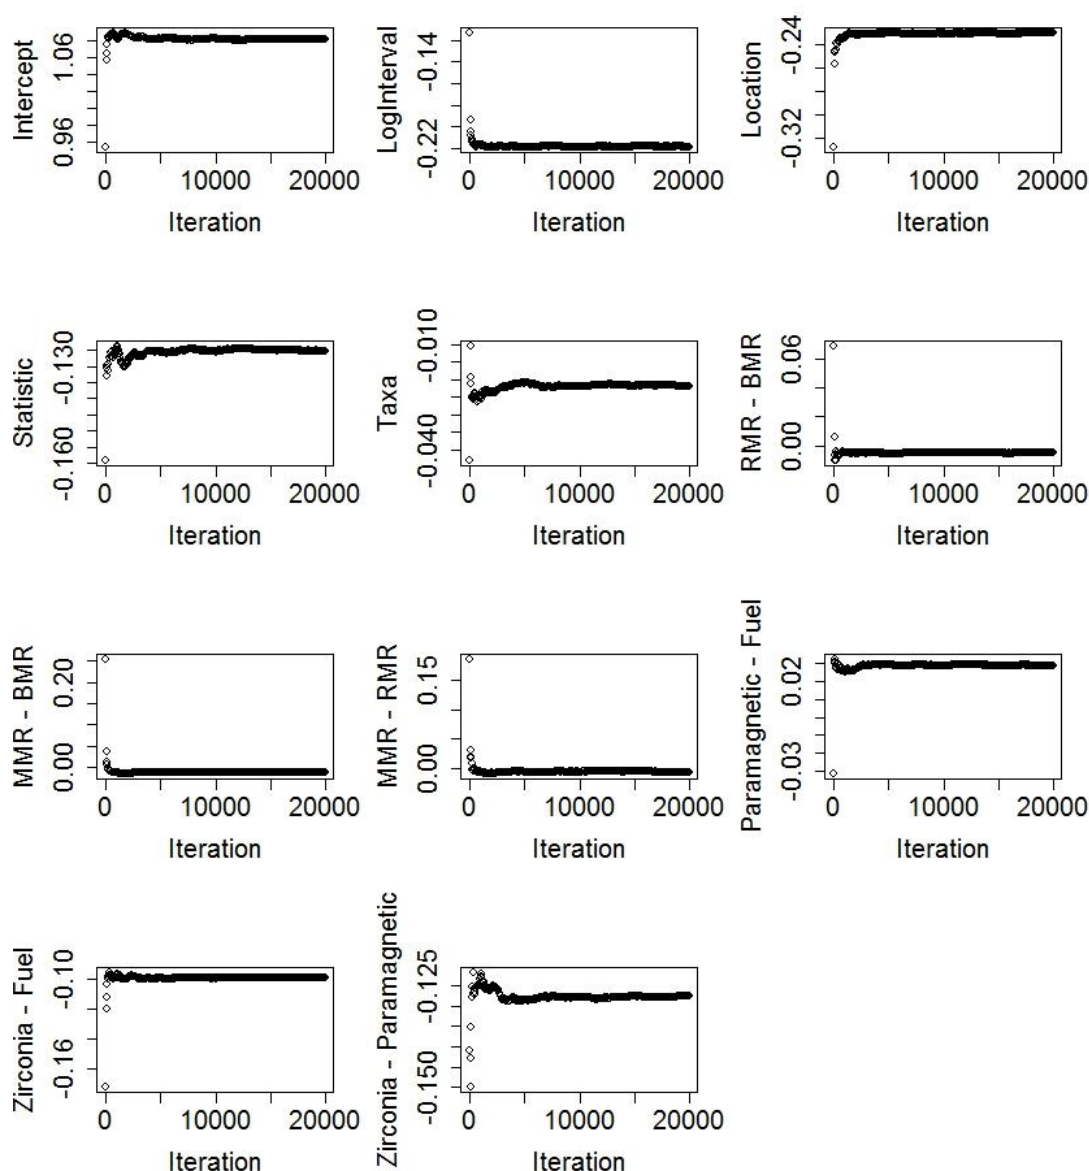 Intercept
0.96 1.06
0 10000 20000
Iteration
LogInterval
-0.22 -0.14
0 10000 20000
Iteration
Location
-0.32 -0.24
0 10000 20000
Iteration
Statistic
-0.160 -0.130
0 10000 20000
Iteration
Taxa
-0.040 -0.010
0 10000 20000
Iteration
RMR - BMR
0.00 0.06
0 10000 20000
Iteration
MMR - BMR
0.00 0.20
0 10000 20000
Iteration
MMR - RMR
0.00 0.15
0 10000 20000
Iteration
Paramagnetic - Fuel
-0.03 0.02
0 10000 20000
Iteration
Zirconia - Fuel
-0.16 -0.10
0 10000 20000
Iteration
Zirconia - Paramagnetic
-0.150 -0.125
0 10000 20000
Iteration